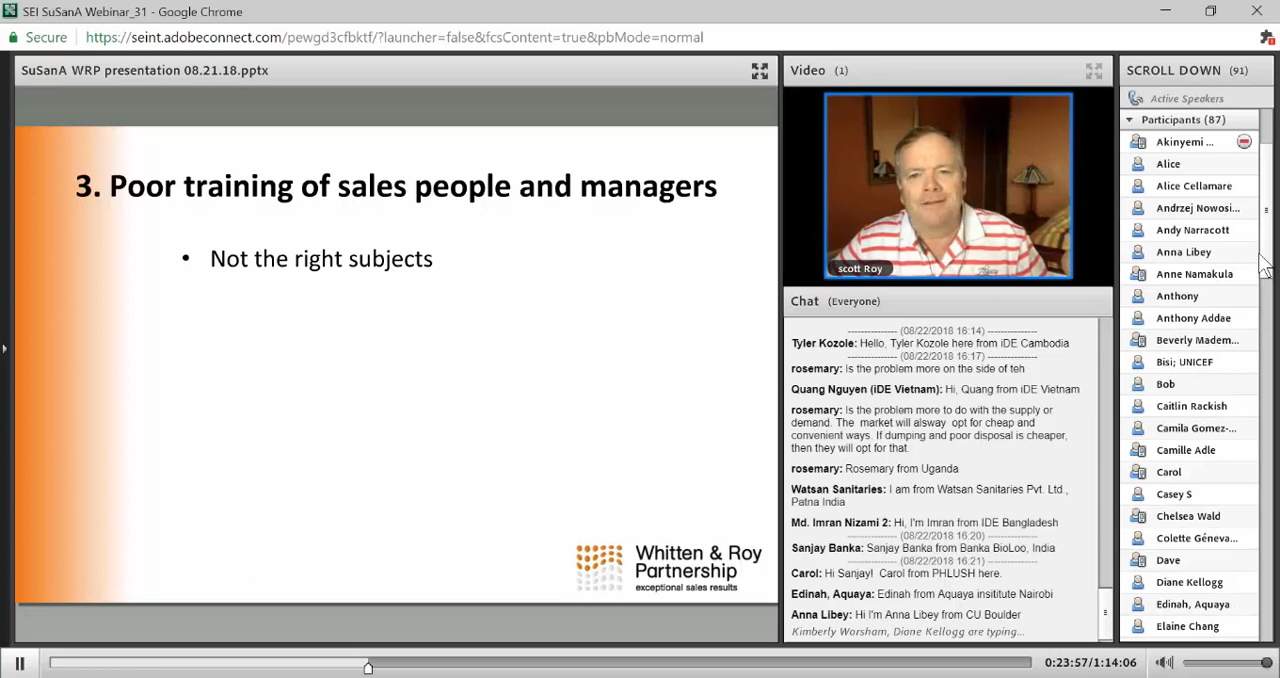 SEI SuSanA Webinar_31 - Google Chrome
Secure
https://seint.adobeconnect.com/pewgd3cfbktf/?launcher=false&fcsContent=true&pbMode=normal
SuSanA WRP presentation 08.21.18.pptx
3. Poor training of sales people and managers
• Not the right subjects
Whitten & Roy
Partnership
exceptional sales results
Video (1)
scott Roy
Chat (Everyone)
--------------- (08/22/2018 16:14) ---------------
Tyler Kozole: Hello, Tyler Kozole here from iDE Cambodia
--------------- (08/22/2018 16:17) ---------------
rosemary: Is the problem more on the side of teh
Quang Nguyen (iDE Vietnam): Hi, Quang from iDE Vietnam
rosemary: Is the problem more to do with the supply or
demand. The market will alsway opt for cheap and
convenient ways. If dumping and poor disposal is cheaper,
then they will opt for that.
rosemary: Rosemary from Uganda
Watsan Sanitaries: I am from Watsan Sanitaries Pvt. Ltd.,
Patna India
Md. Imran Nizami 2: Hi, I'm Imran from IDE Bangladesh
--------------- (08/22/2018 16:20) ---------------
Sanjay Banka: Sanjay Banka from Banka BioLoo, India
--------------- (08/22/2018 16:21) ---------------
Carol: Hi Sanjay! Carol from PHLUSH here.
Edinah, Aquaya: Edinah from Aquaya insititute Nairobi
Anna Libey: Hi I'm Anna Libey from CU Boulder
Kimberly Worsham, Diane Kellogg are typing...
SCROLL DOWN (91)
Active Speakers
Participants (87)
Akinyemi ...
Alice
Alice Cellamare
Andrzej Nowosi...
Andy Narracott
Anna Libey
Anne Namakula
Anthony
Anthony Addae
Beverly Madem...
Bisi; UNICEF
Bob
Caitlin Rackish
Camila Gomez-...
Camille Adle
Carol
Casey S
Chelsea Wald
Colette Géneva...
Dave
Diane Kellogg
Edinah, Aquaya
Elaine Chang
0:23:57/1:14:06